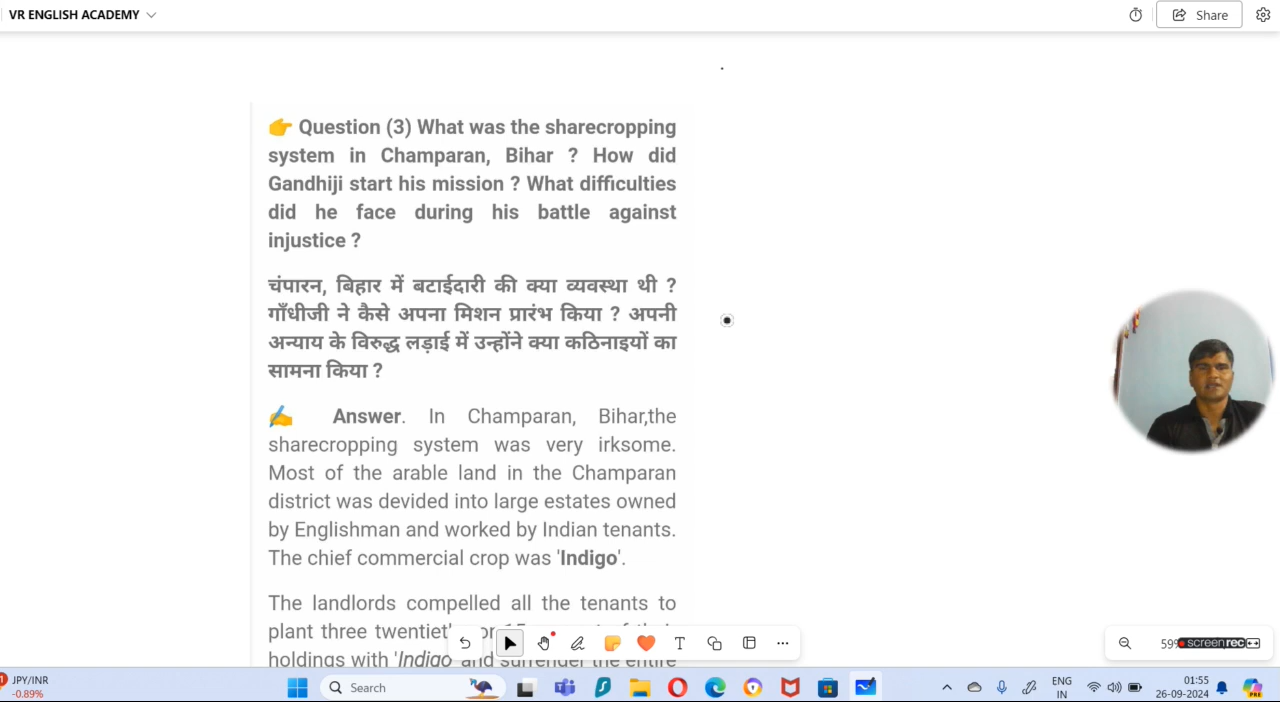 VR ENGLISH ACADEMY
Share
👉 Question (3) What was the sharecropping
system in Champaran, Bihar ? How did
Gandhiji start his mission ? What difficulties
did he face during his battle against
injustice ?
चंपारन, बिहार में बटाईदारी की क्या व्यवस्था थी ?
गाँधीजी ने कैसे अपना मिशन प्रारंभ किया ? अपनी
अन्याय के विरुद्ध लड़ाई में उन्होंने क्या कठिनाइयों का
सामना किया ?
✍️ Answer. In Champaran, Bihar,the
sharecropping system was very irksome.
Most of the arable land in the Champaran
district was devided into large estates owned
by Englishman and worked by Indian tenants.
The chief commercial crop was 'Indigo'.
The landlords compelled all the tenants to
plant three
holdings with 'Indigo' and surrender the entire
screenrec
JPY/INR
-0.89%
Search
ENG
IN
01:55
26-09-2024